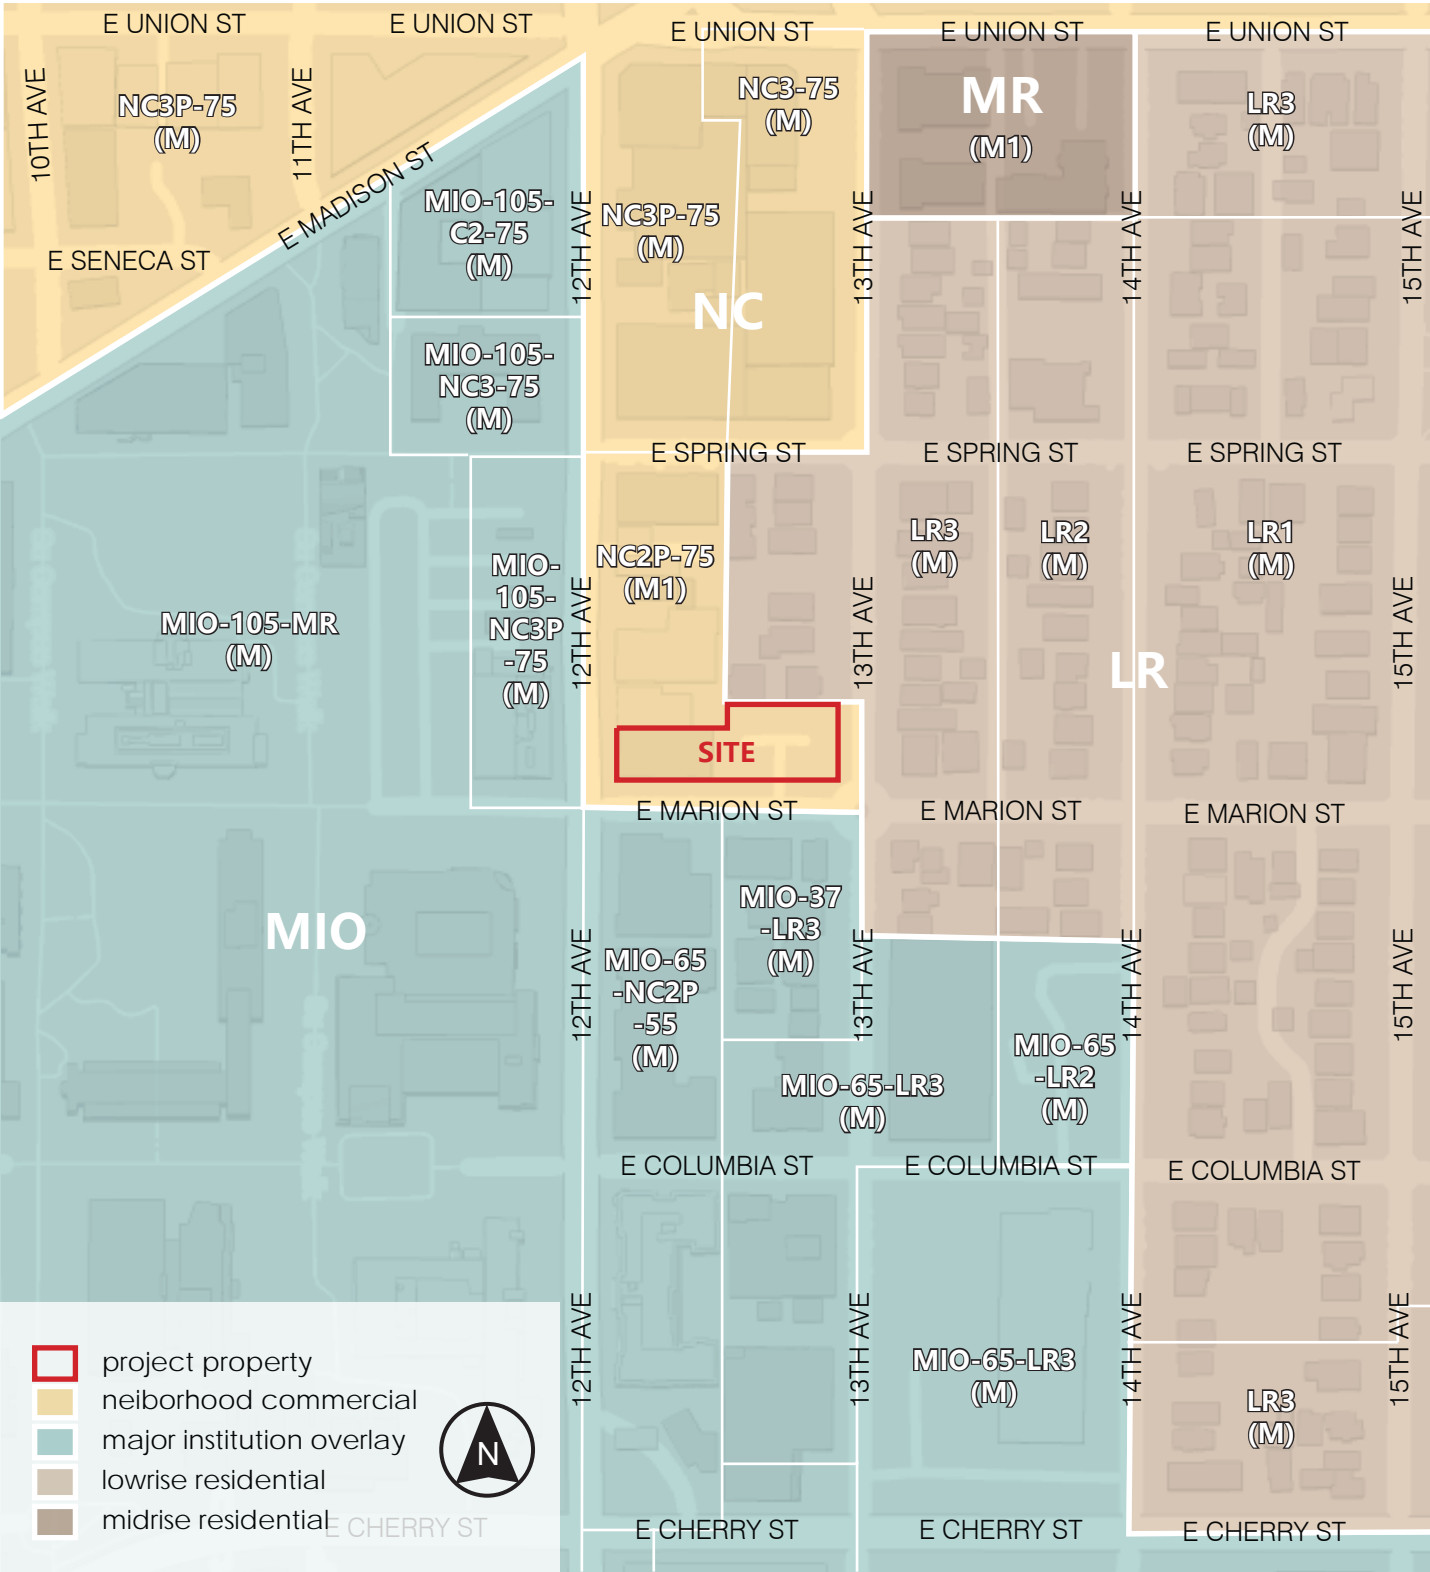 E UNION ST
E UNION ST
E UNION ST
E UNION ST
E UNION ST
10TH AVE
NC3P-75
(M)
11TH AVE
NC3-75
(M)
MR
(M1)
LR3
(M)
E MADISON ST
MIO-105-
C2-75
(M)
12TH AVE
NC3P-75
(M)
13TH AVE
14TH AVE
15TH AVE
E SENECA ST
NC
MIO-105-
NC3-75
(M)
E SPRING ST
E SPRING ST
E SPRING ST
MIO-
105-
NC3P
-75
(M)
12TH AVE
NC2P-75
(M1)
13TH AVE
LR3
(M)
LR2
(M)
LR1
(M)
15TH AVE
MIO-105-MR
(M)
LR
SITE
E MARION ST
E MARION ST
E MARION ST
MIO
12TH AVE
MIO-65
-NC2P
-55
(M)
MIO-37
-LR3
(M)
13TH AVE
14TH AVE
15TH AVE
MIO-65-LR3
(M)
MIO-65
-LR2
(M)
E COLUMBIA ST
E COLUMBIA ST
E COLUMBIA ST
12TH AVE
13TH AVE
MIO-65-LR3
(M)
14TH AVE
LR3
(M)
15TH AVE
project property
neiborhood commercial
major institution overlay
lowrise residential
midrise residential
N
E CHERRY ST
E CHERRY ST
E CHERRY ST
E CHERRY ST